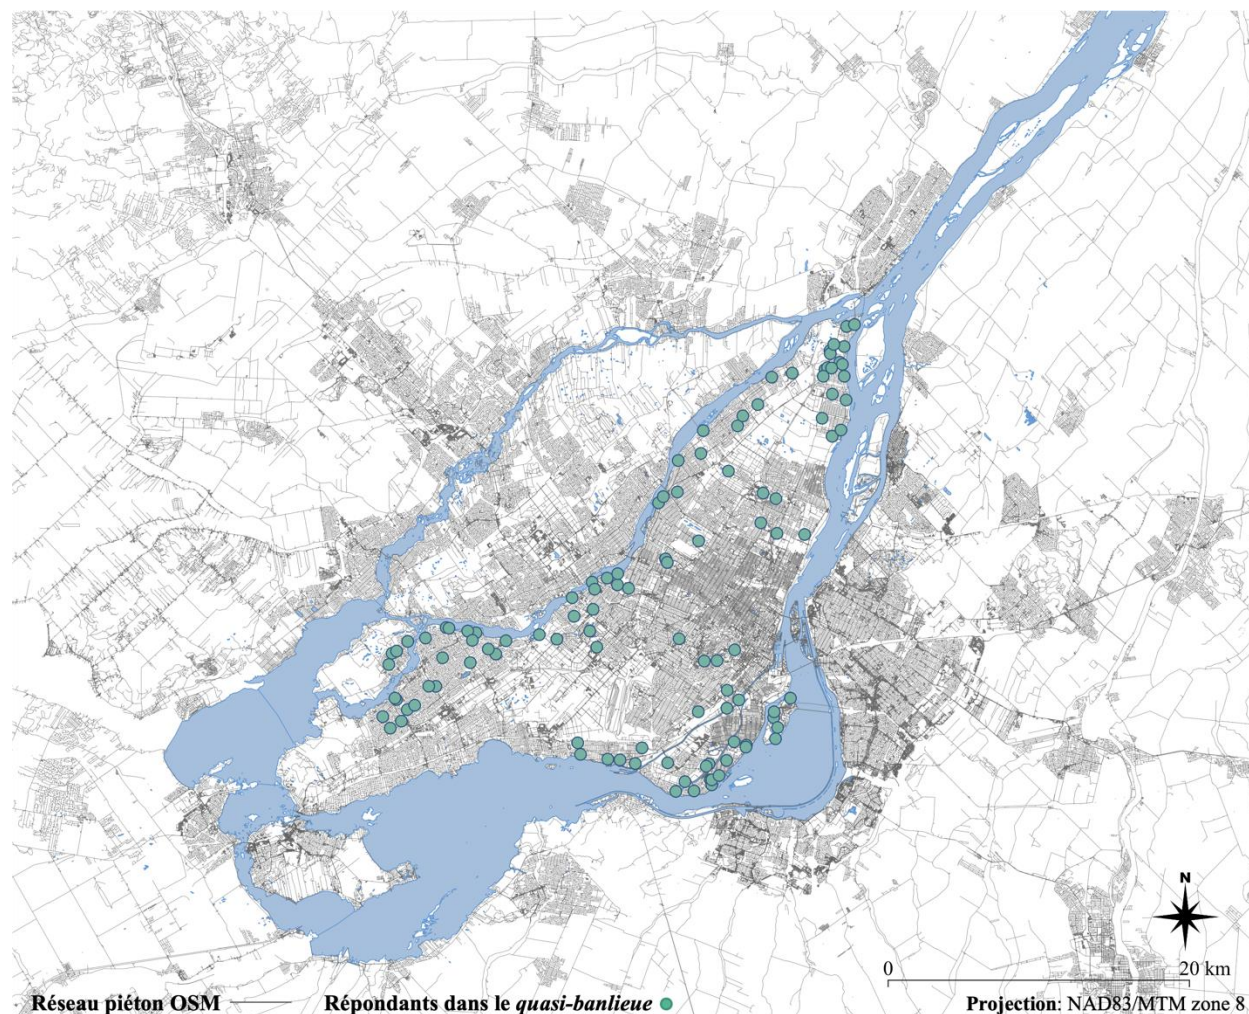 N
0 20 km
Réseau piéton OSM Répondants dans le quasi-banlieue Projection: NAD83/MTM zone 8